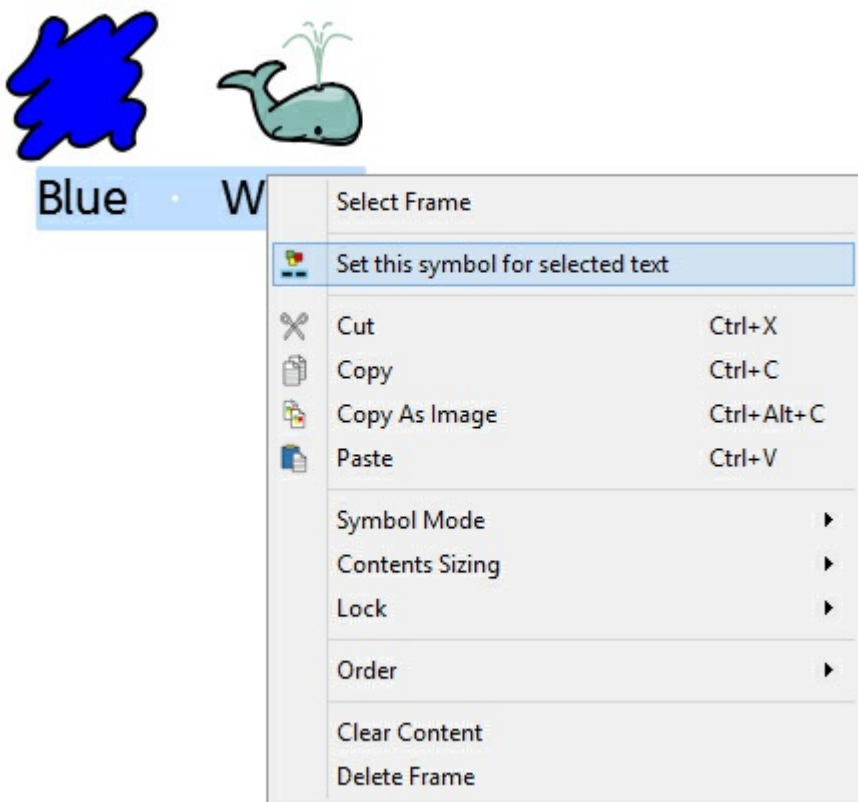 Blue · W
Select Frame
Set this symbol for selected text
Cut Ctrl+X
Copy Ctrl+C
Copy As Image Ctrl+Alt+C
Paste Ctrl+V
Symbol Mode
Contents Sizing
Lock
Order
Clear Content
Delete Frame